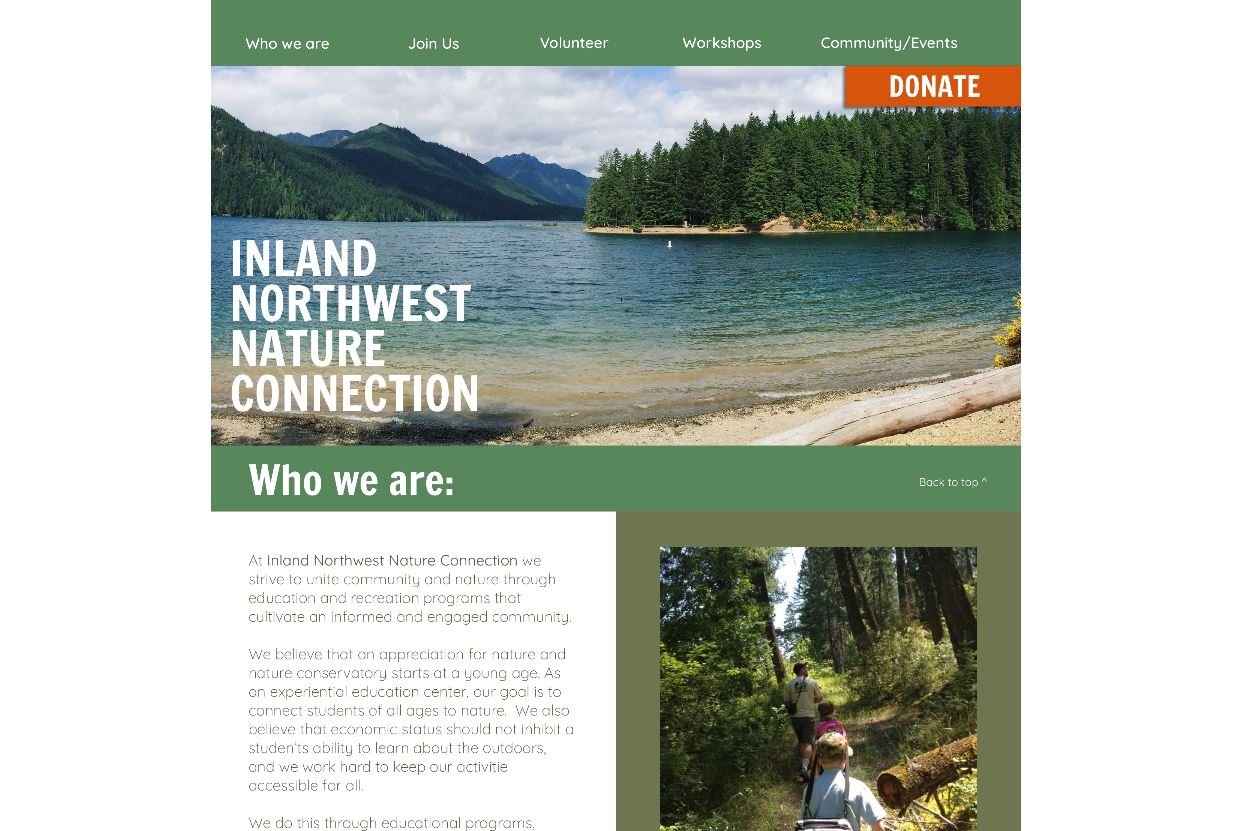 Who we are
Join Us
Volunteer
Workshops
Community/Events
DONATE
INLAND
NORTHWEST
NATURE
CONNECTION
Who we are:
Back to top ^
At Inland Northwest Nature Connection we
strive to unite community and nature through
education and recreation programs that
cultivate an informed and engaged community.
We believe that an appreciation for nature and
nature conservatory starts at a young age. As
an experiential education center, our goal is to
connect students of all ages to nature.  We also
believe that economic status should not inhibit a
studen'ts ability to learn about the outdoors,
and we work hard to keep our activitie
accessible for all.
We do this through educational programs,